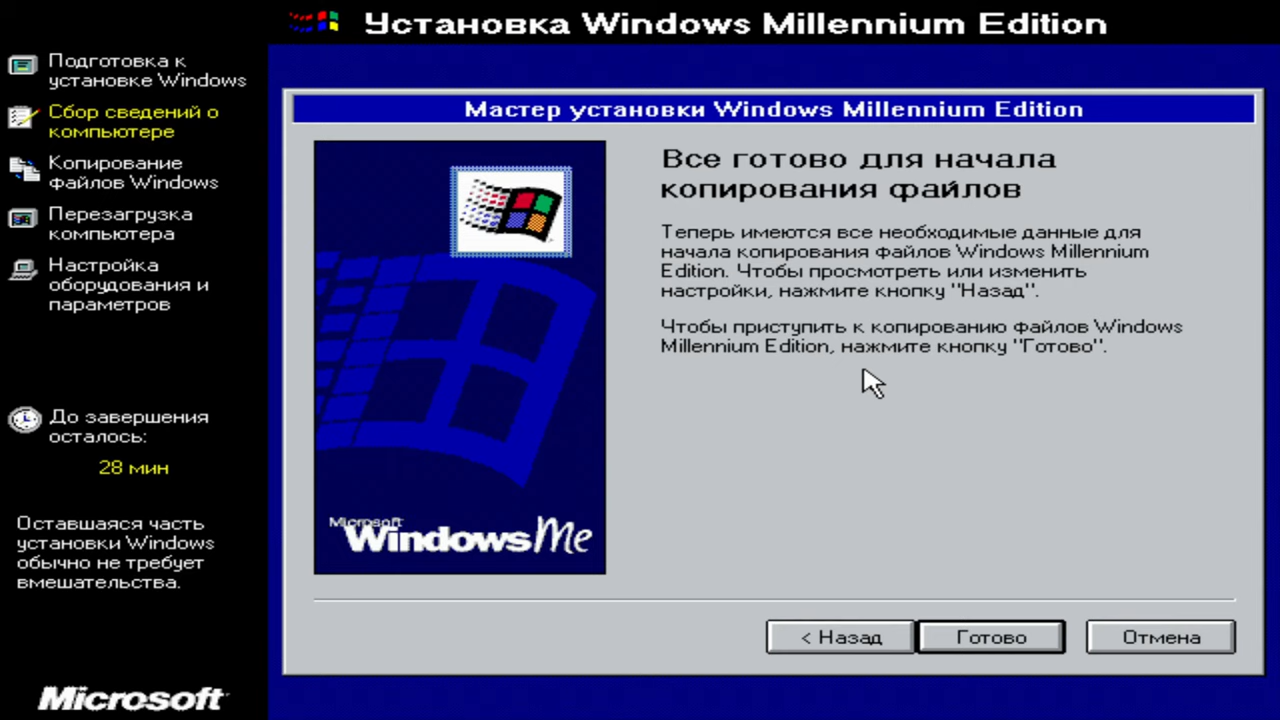 Установка Windows Millennium Edition
Подготовка к
установке Windows
Сбор сведений о
компьютере
Копирование
файлов Windows
Перезагрузка
компьютера
Настройка
оборудования и
параметров
До завершения
осталось:
28 мин
Оставшаяся часть
установки Windows
обычно не требует
вмешательства.
Microsoft
Мастер установки Windows Millennium Edition
Microsoft
Windows Me
Все готово для начала
копирования файлов
Теперь имеются все необходимые данные для
начала копирования файлов Windows Millennium
Edition. Чтобы просмотреть или изменить
настройки, нажмите кнопку "Назад".
Чтобы приступить к копированию файлов Windows
Millennium Edition, нажмите кнопку "Готово".
< Назад
Готово
Отмена